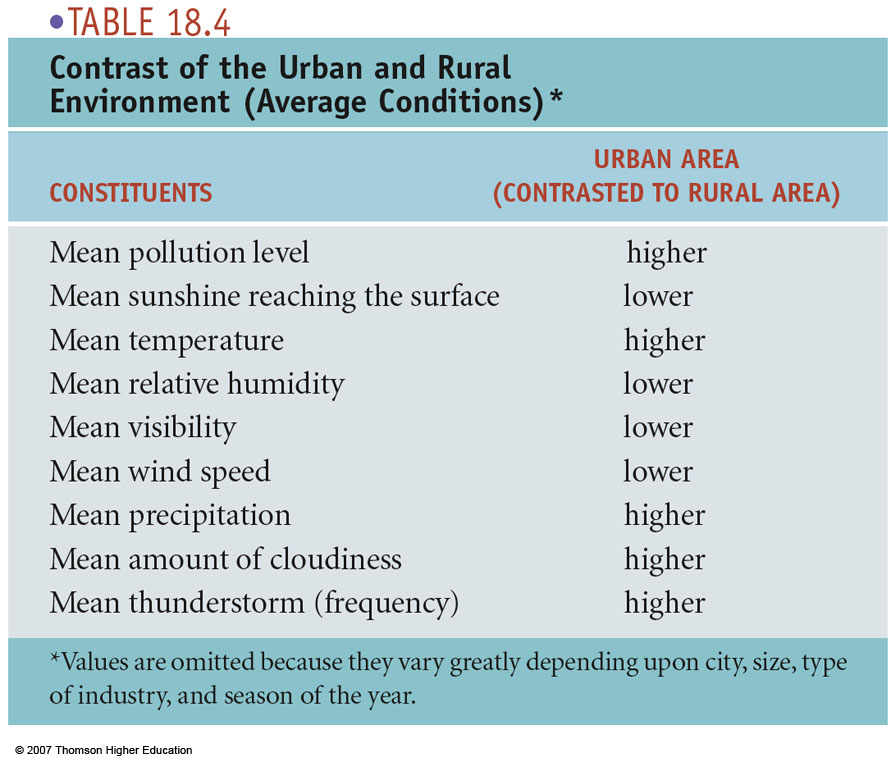 •TABLE 18.4
Contrast of the Urban and Rural
Environment (Average Conditions)*
URBAN AREA
CONSTITUENTS (CONTRASTED TO RURAL AREA)
Mean pollution level higher
Mean sunshine reaching the surface lower
Mean temperature higher
Mean relative humidity lower
Mean visibility lower
Mean wind speed lower
Mean precipitation higher
Mean amount of cloudiness higher
Mean thunderstorm (frequency) higher
*Values are omitted because they vary greatly depending upon city, size, type
of industry, and season of the year.
© 2007 Thomson Higher Education